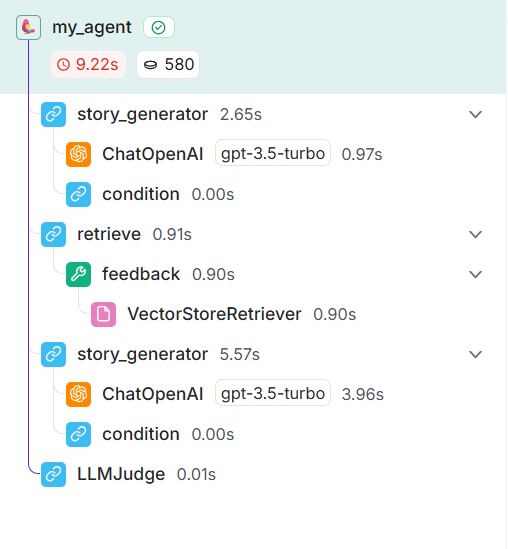 my_agent
9.22s 580
story_generator 2.65s
ChatOpenAI gpt-3.5-turbo 0.97s
condition 0.00s
retrieve 0.91s
feedback 0.90s
VectorStoreRetriever 0.90s
story_generator 5.57s
ChatOpenAI gpt-3.5-turbo 3.96s
condition 0.00s
LLMJudge 0.01s